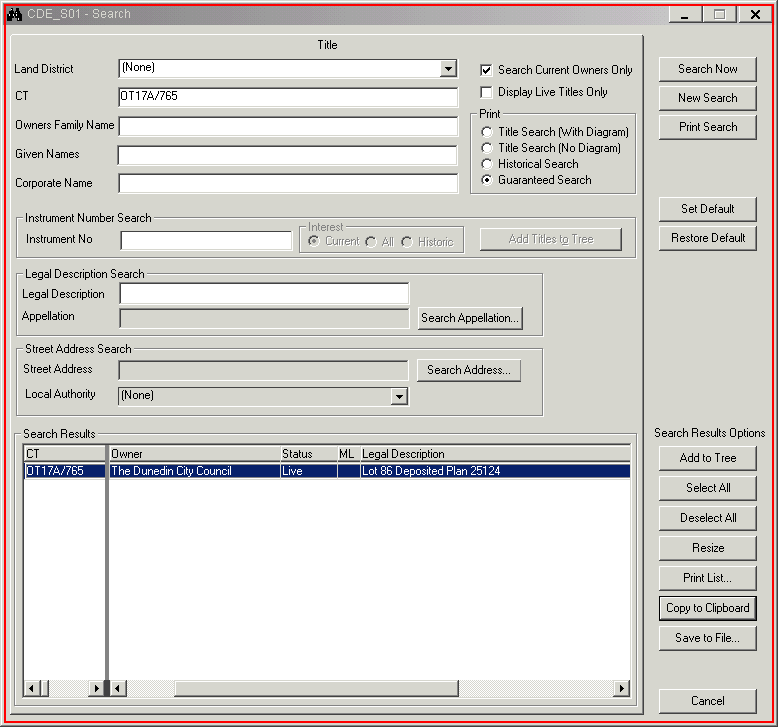 CDE_S01 - Search
Title
Land District (None)
Search Current Owners Only
CT OT17A/765
Display Live Titles Only
Owners Family Name
Given Names
Corporate Name
Print
Title Search (With Diagram)
Title Search (No Diagram)
Historical Search
Guaranteed Search
Instrument Number Search
Instrument No
Interest
Current All Historic
Add Titles to Tree
Legal Description Search
Legal Description
Appellation
Search Appellation...
Street Address Search
Street Address
Search Address...
Local Authority (None)
Search Results
CT Owner Status ML Legal Description
OT17A/765 The Dunedin City Council Live Lot 86 Deposited Plan 25124
Search Now
New Search
Print Search
Set Default
Restore Default
Search Results Options
Add to Tree
Select All
Deselect All
Resize
Print List...
Copy to Clipboard
Save to File...
Cancel